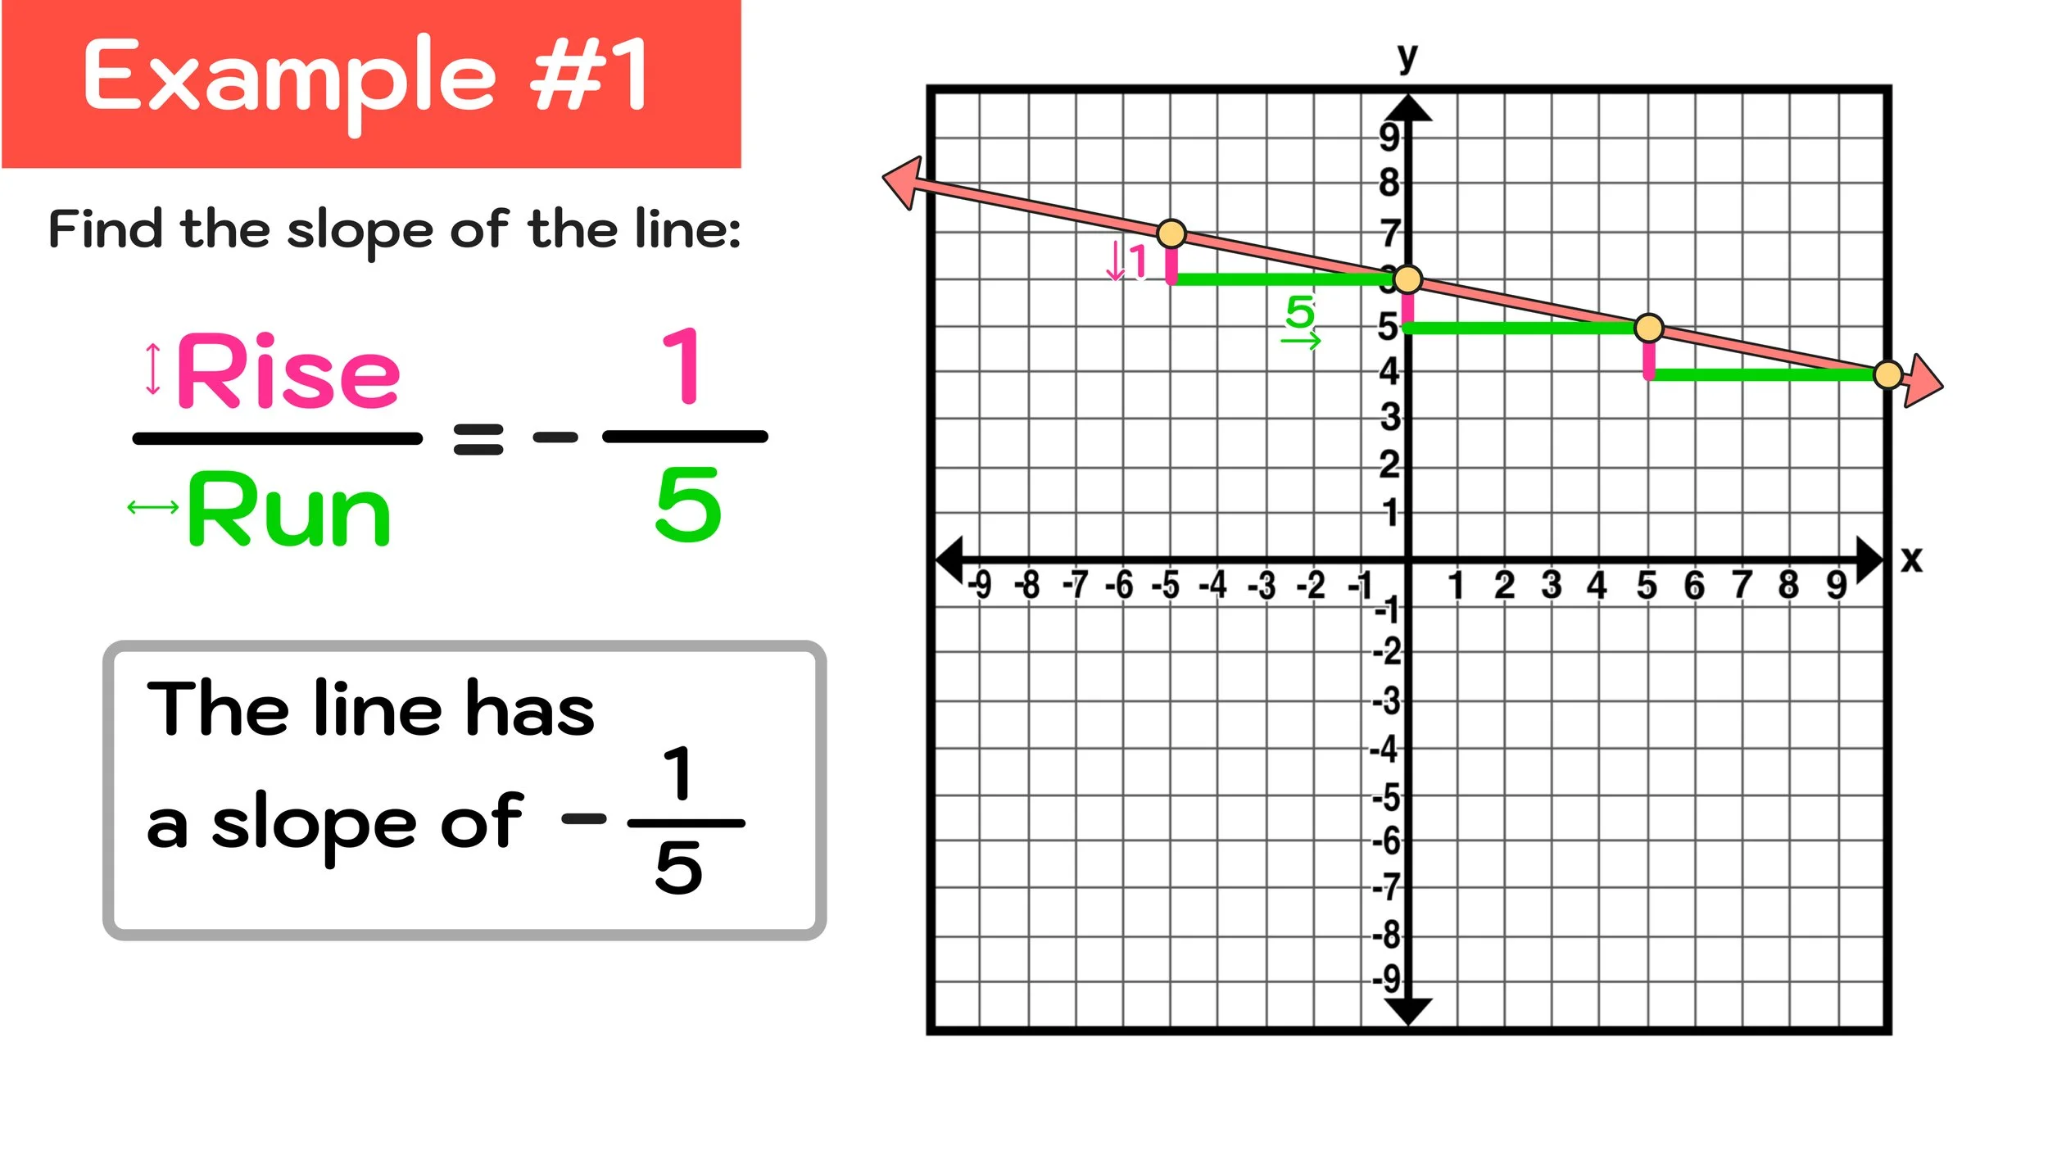 Example #1
Find the slope of the line:
↕Rise
↔Run
= -
1
5
The line has
a slope of -
1
5
y
9
8
7
6
5
4
3
2
1
↓1
5
→
x
-9 -8 -7 -6 -5 -4 -3 -2 -1 1 2 3 4 5 6 7 8 9
-1
-2
-3
-4
-5
-6
-7
-8
-9